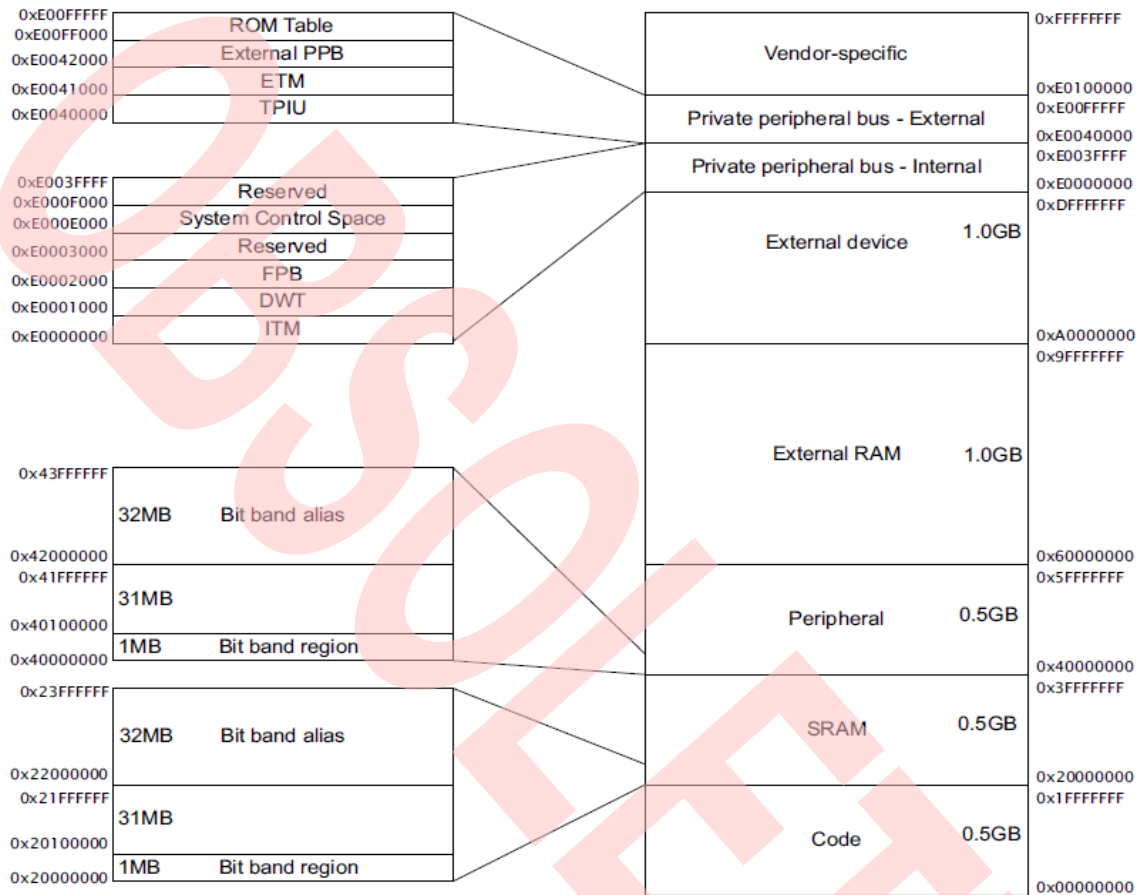 0xE00FFFFF
ROM Table
0xE00FF000
External PPB
0xE0042000
ETM
0xE0041000
TPIU
0xE0040000
0xE003FFFF
Reserved
0xE000F000
System Control Space
0xE000E000
Reserved
0xE0003000
FPB
0xE0002000
DWT
0xE0001000
ITM
0xE0000000
0x43FFFFFF
32MB Bit band alias
0x42000000
0x41FFFFFF
31MB
0x40100000
1MB Bit band region
0x40000000
0x23FFFFFF
32MB Bit band alias
0x22000000
0x21FFFFFF
31MB
0x20100000
1MB Bit band region
0x20000000
0xFFFFFFFF
Vendor-specific
0xE0100000
0xE00FFFFF
Private peripheral bus - External
0xE0040000
0xE003FFFF
Private peripheral bus - Internal
0xE0000000
0xDFFFFFFF
External device 1.0GB
0xA0000000
0x9FFFFFFF
External RAM 1.0GB
0x60000000
0x5FFFFFFF
Peripheral 0.5GB
0x40000000
0x3FFFFFFF
SRAM 0.5GB
0x20000000
0x1FFFFFFF
Code 0.5GB
0x00000000
OBSOLET